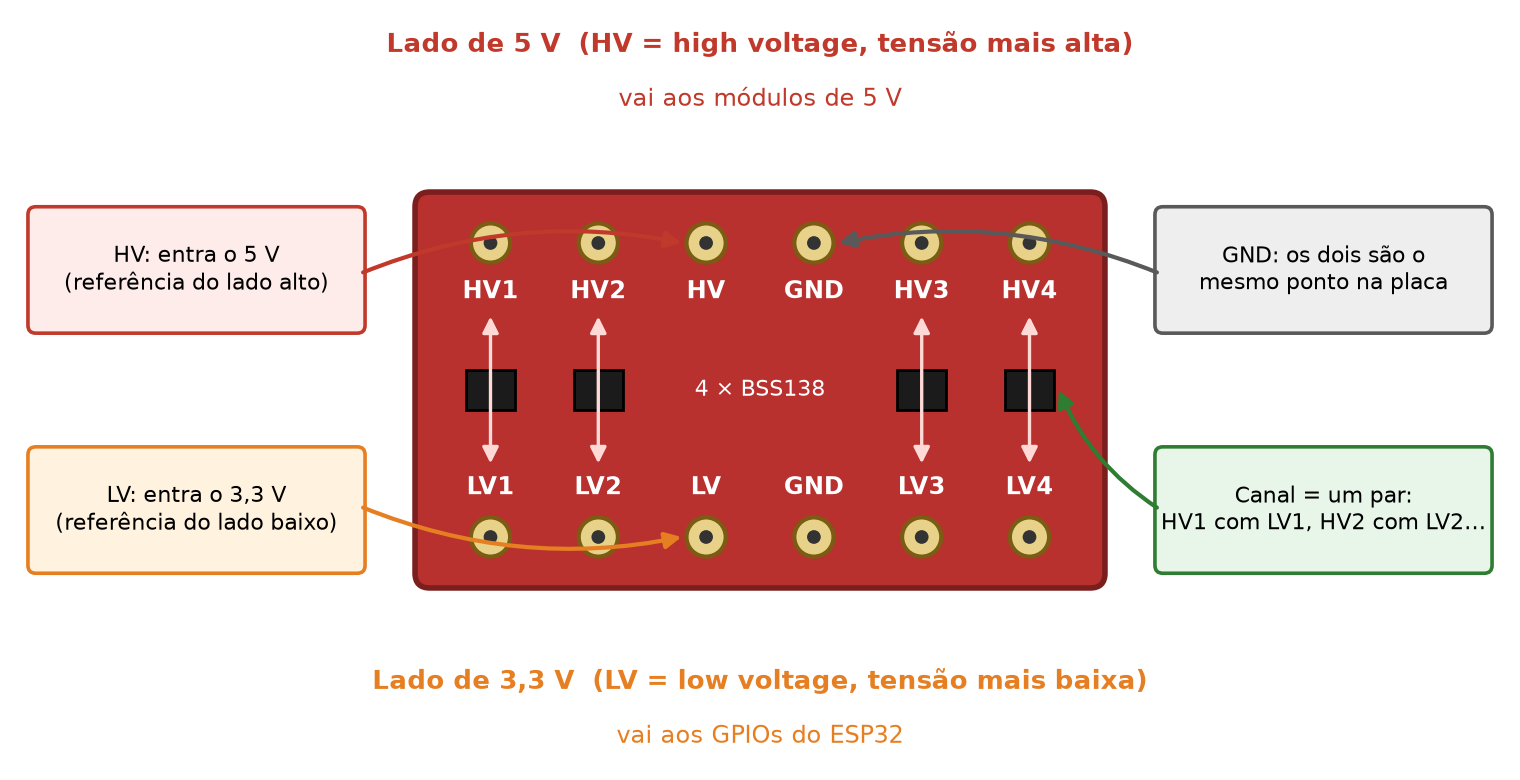 Lado de 5 V  (HV = high voltage, tensão mais alta)
vai aos módulos de 5 V
HV: entra o 5 V
(referência do lado alto)
GND: os dois são o
mesmo ponto na placa
HV1 HV2 HV GND HV3 HV4
4 × BSS138
LV1 LV2 LV GND LV3 LV4
LV: entra o 3,3 V
(referência do lado baixo)
Canal = um par:
HV1 com LV1, HV2 com LV2...
Lado de 3,3 V  (LV = low voltage, tensão mais baixa)
vai aos GPIOs do ESP32